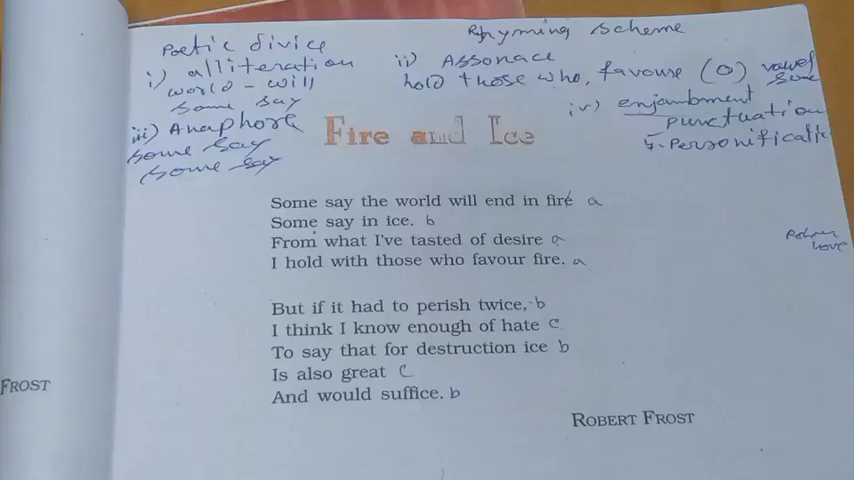 Rhyming scheme
Poetic divice
i) alliteration
world - will
some say
ii) Assonace
hold those who, favour (o) vowel
iii) Anaphora
some say
some say
iv) enjambment
punctuation
5. Personificatic
Fire and Ice
Some say the world will end in fire a
Some say in ice. b
From what I've tasted of desire a
I hold with those who favour fire. a
But if it had to perish twice, b
I think I know enough of hate c
To say that for destruction ice b
Is also great c
And would suffice. b
ROBERT FROST
FROST
love